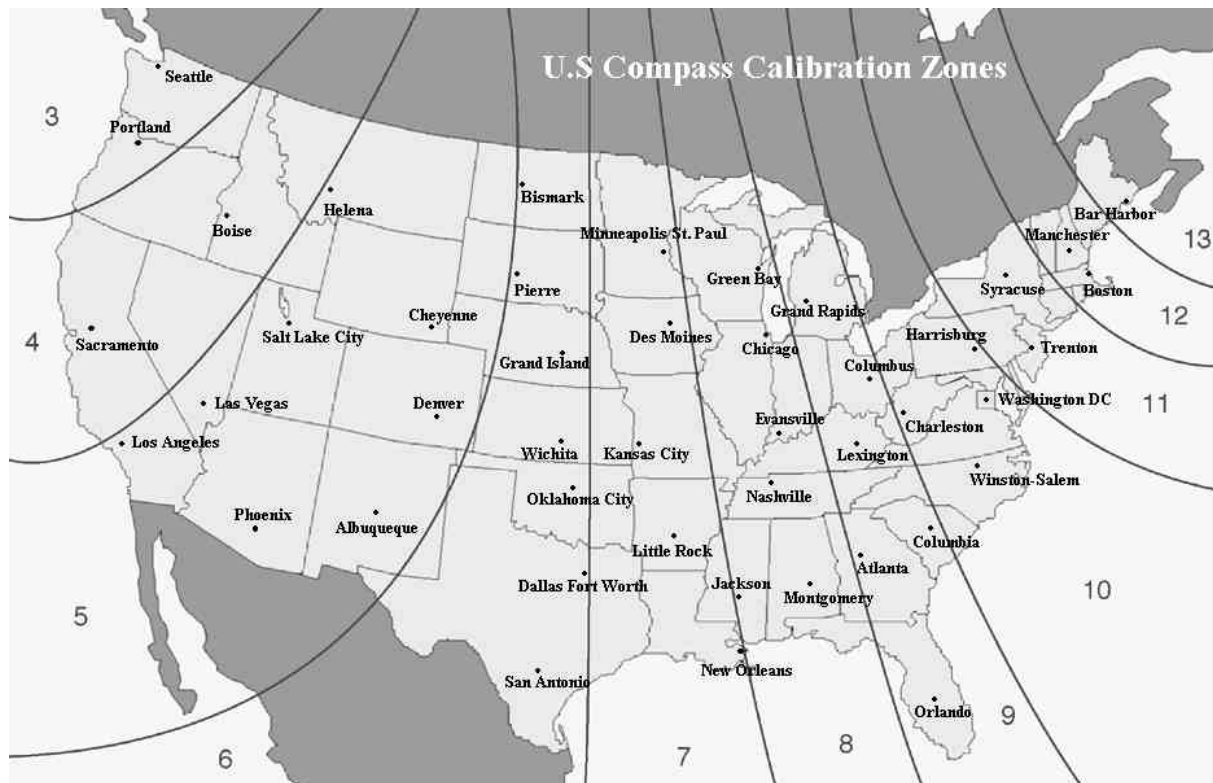 U.S Compass Calibration Zones
Seattle
3
Portland
Bismark
Helena
Bar Harbor
Boise
Minneapolis/St. Paul
Manchester
13
Green Bay
Pierre
Syracuse
Boston
Grand Rapids
12
Cheyenne
4
Sacramento
Salt Lake City
Des Moines
Chicago
Harrisburg
Trenton
Grand Island
Columbus
Las Vegas
Denver
Washington DC
11
Evansville
Charleston
Los Angeles
Wichita
Kansas City
Lexington
Winston-Salem
Oklahoma City
Nashville
Phoenix
Albuqueque
Little Rock
Columbia
Atlanta
Dallas Fort Worth
Jackson
Montgomery
10
5
New Orleans
San Antonio
Orlando
9
8
7
6